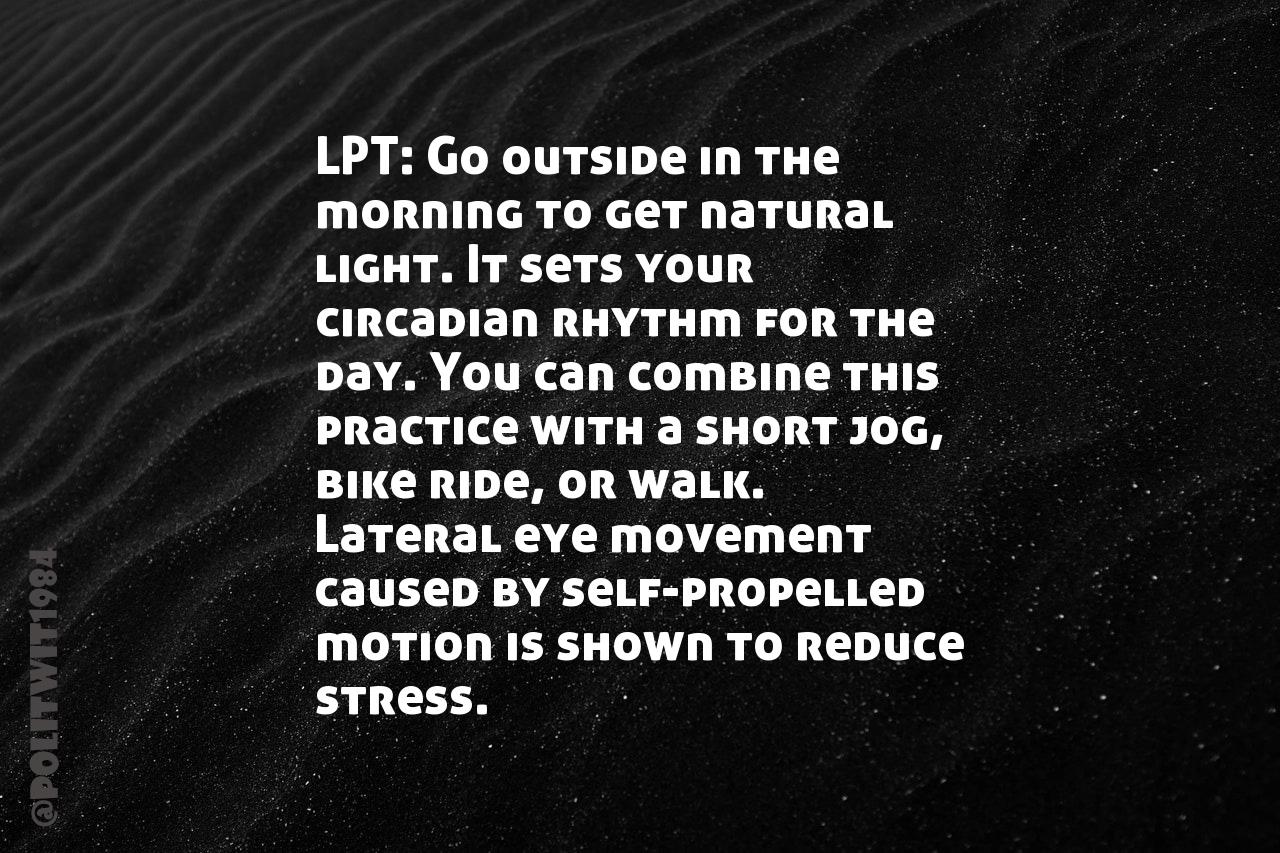 LPT: Go outside in the
morning to get natural
light. It sets your
circadian rhythm for the
day. You can combine this
practice with a short jog,
bike ride, or walk.
Lateral eye movement
caused by self-propelled
motion is shown to reduce
stress.
@politwit1984